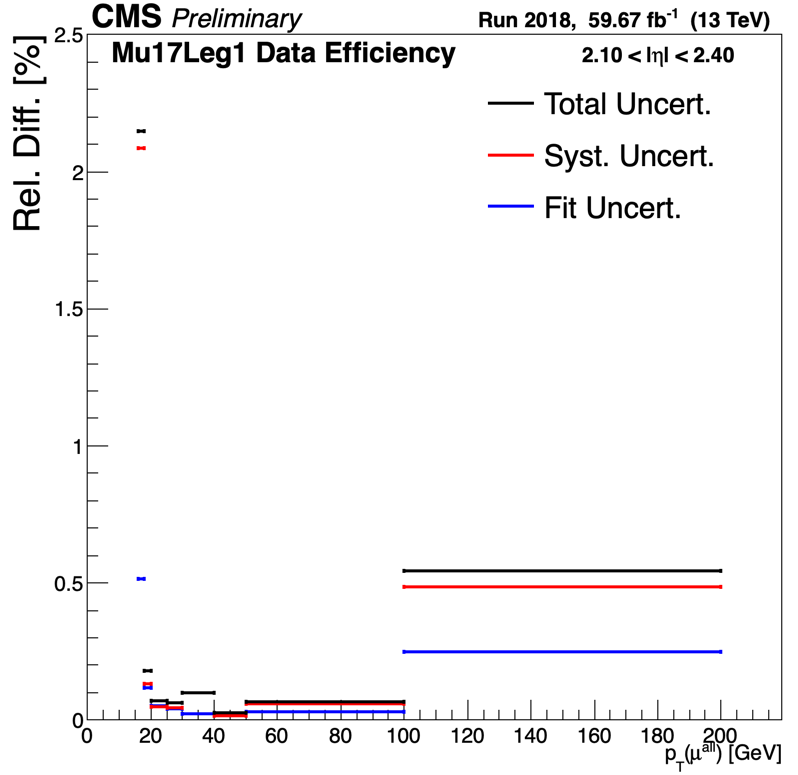 CMS Preliminary Run 2018, 59.67 fb⁻¹ (13 TeV)
Mu17Leg1 Data Efficiency 2.10 < |η| < 2.40
Total Uncert.
Syst. Uncert.
Fit Uncert.
Rel. Diff. [%]
2.5
2
1.5
1
0.5
0
0 20 40 60 80 100 120 140 160 180 200
p_T(μ^all) [GeV]